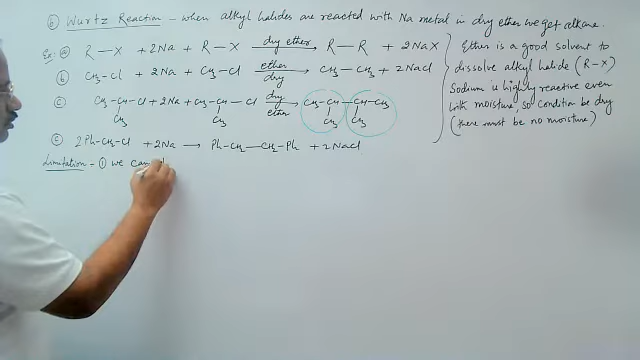 ⑥ Wurtz Reaction - when alkyl halides are reacted with Na metal in dry ether we get alkane.
Ex. ⓐ R-X + 2Na + R-X dry ether → R-R + 2NaX
ⓑ CH3-Cl + 2Na + CH3-Cl ether dry → CH3-CH3 + 2NaCl
ⓒ CH3-CH-Cl + 2Na + CH3-CH-Cl dry ether → CH3-CH-CH-CH3
CH3 CH3 CH3 CH3
ⓒ 2Ph-CH2-Cl + 2Na → Ph-CH2-CH2-Ph + 2NaCl
Limitation - ① we can
Ether is a good solvent to
dissolve alkyl halide (R-X)
Sodium is highly reactive even
with moisture, so condition be dry
(there must be no moisture)